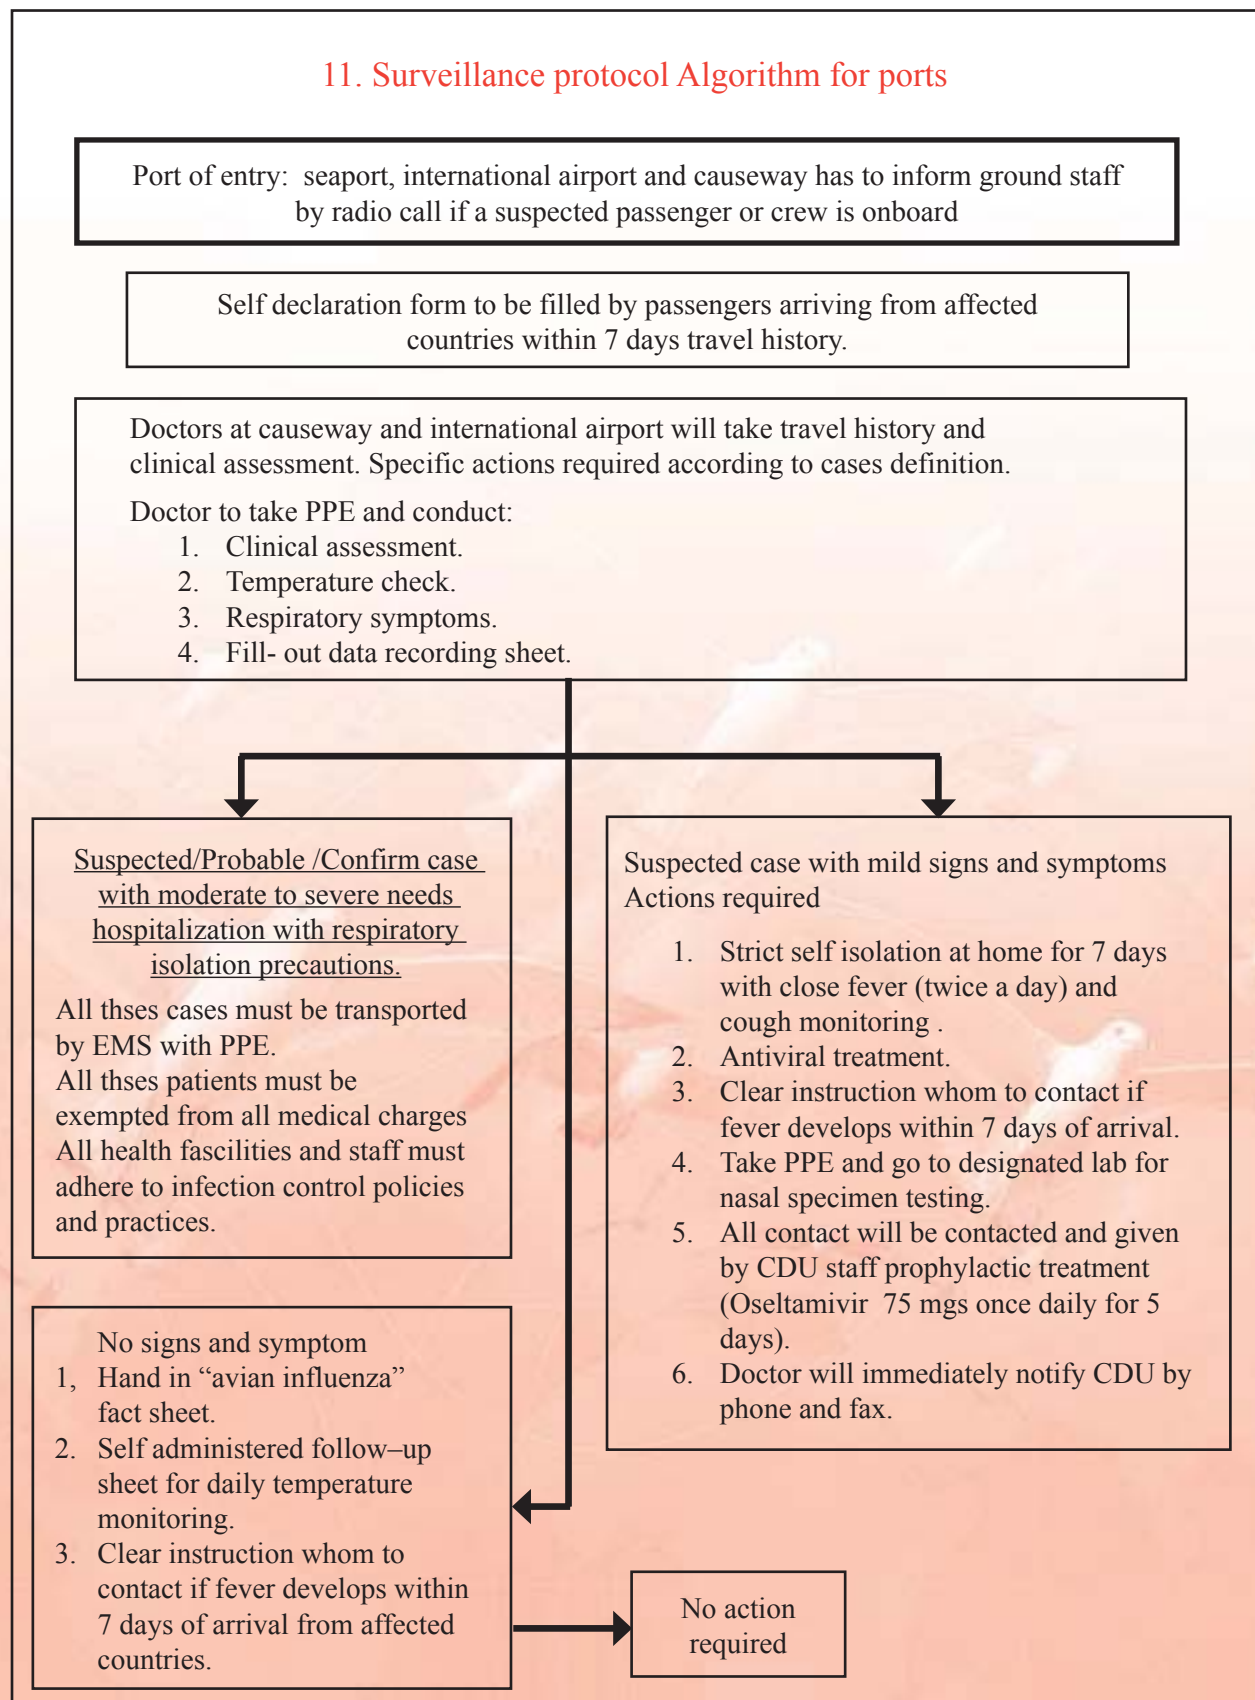 11. Surveillance protocol Algorithm for ports
Port of entry: seaport, international airport and causeway has to inform ground staff
by radio call if a suspected passenger or crew is onboard
Self declaration form to be filled by passengers arriving from affected
countries within 7 days travel history.
Doctors at causeway and international airport will take travel history and
clinical assessment. Specific actions required according to cases definition.
Doctor to take PPE and conduct:
1. Clinical assessment.
2. Temperature check.
3. Respiratory symptoms.
4. Fill- out data recording sheet.
Suspected/Probable /Confirm case
with moderate to severe needs
hospitalization with respiratory
isolation precautions.
All thses cases must be transported
by EMS with PPE.
All thses patients must be
exempted from all medical charges
All health fascilities and staff must
adhere to infection control policies
and practices.
Suspected case with mild signs and symptoms
Actions required
1. Strict self isolation at home for 7 days
with close fever (twice a day) and
cough monitoring .
2. Antiviral treatment.
3. Clear instruction whom to contact if
fever develops within 7 days of arrival.
4. Take PPE and go to designated lab for
nasal specimen testing.
5. All contact will be contacted and given
by CDU staff prophylactic treatment
(Oseltamivir 75 mgs once daily for 5
days).
6. Doctor will immediately notify CDU by
phone and fax.
No signs and symptom
1, Hand in “avian influenza”
fact sheet.
2. Self administered follow–up
sheet for daily temperature
monitoring.
3. Clear instruction whom to
contact if fever develops within
7 days of arrival from affected
countries.
No action
required